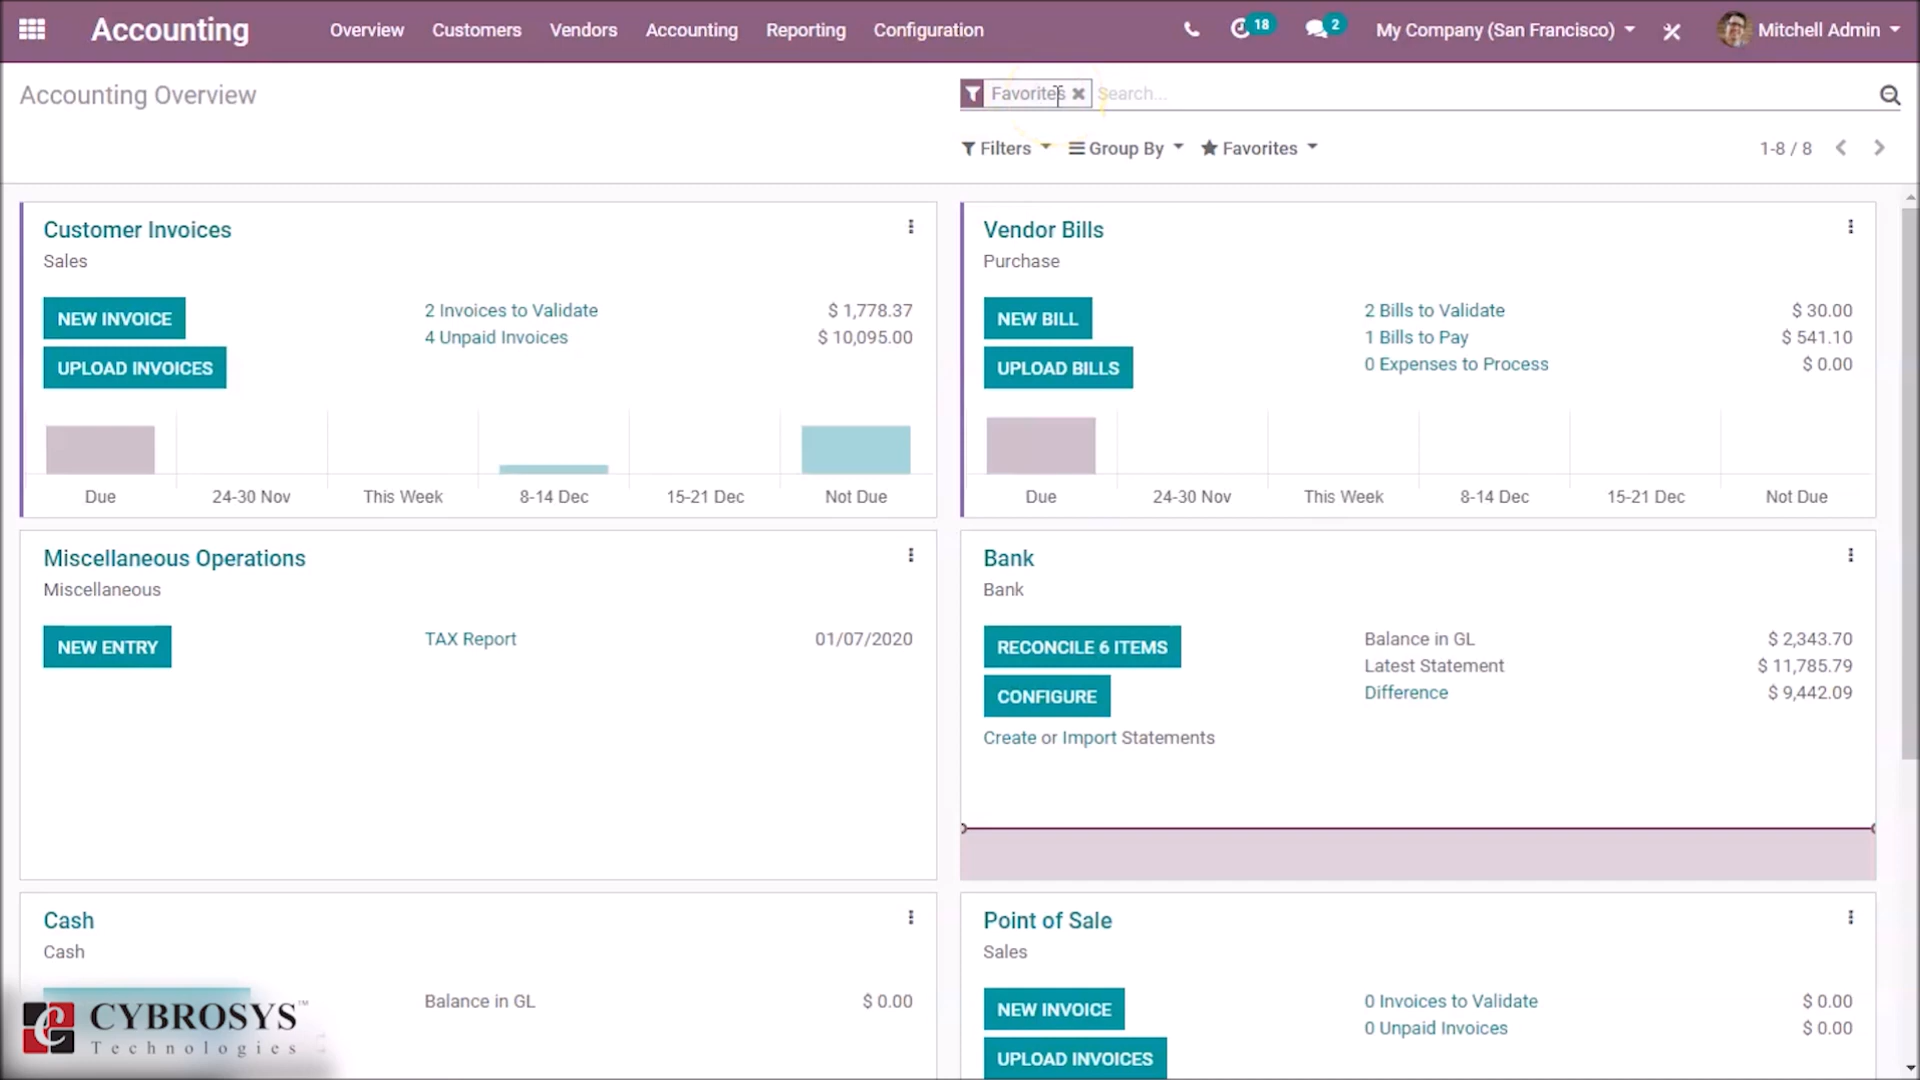 Accounting Overview Customers Vendors Accounting Reporting Configuration 18 2 My Company (San Francisco) Mitchell Admin
Accounting Overview
Favorites Search...
Filters Group By Favorites 1-8 / 8
Customer Invoices
Sales
NEW INVOICE
UPLOAD INVOICES
2 Invoices to Validate $ 1,778.37
4 Unpaid Invoices $ 10,095.00
Due 24-30 Nov This Week 8-14 Dec 15-21 Dec Not Due
Vendor Bills
Purchase
NEW BILL
UPLOAD BILLS
2 Bills to Validate $ 30.00
1 Bills to Pay $ 541.10
0 Expenses to Process $ 0.00
Due 24-30 Nov This Week 8-14 Dec 15-21 Dec Not Due
Miscellaneous Operations
Miscellaneous
NEW ENTRY TAX Report 01/07/2020
Bank
Bank
RECONCILE 6 ITEMS
CONFIGURE
Create or Import Statements
Balance in GL $ 2,343.70
Latest Statement $ 11,785.79
Difference $ 9,442.09
Cash
Cash
Balance in GL $ 0.00
Point of Sale
Sales
NEW INVOICE
UPLOAD INVOICES
0 Invoices to Validate $ 0.00
0 Unpaid Invoices $ 0.00
CYBROSYS™
Technologies